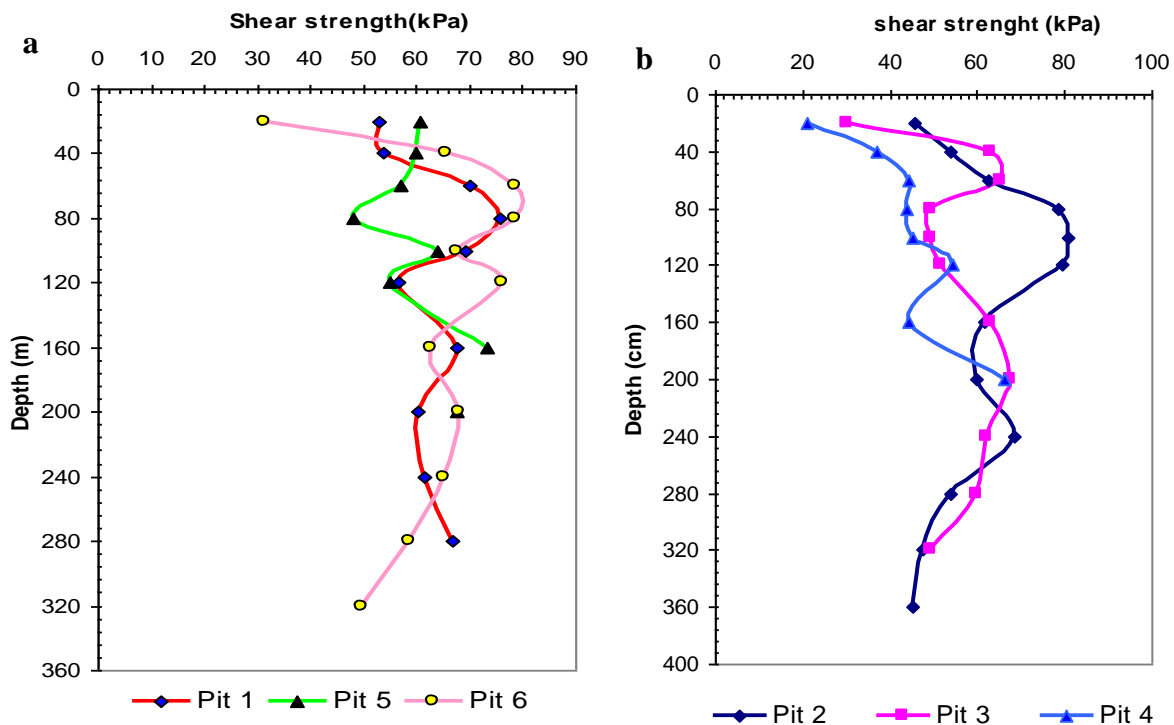 Shear strength(kPa)
a
0 10 20 30 40 50 60 70 80 90
0
40
80
120
160
200
240
280
320
360
Depth (m)
Pit 1 Pit 5 Pit 6
shear strenght (kPa)
b
0 20 40 60 80 100
0
40
80
120
160
200
240
280
320
360
400
Depth (cm)
Pit 2 Pit 3 Pit 4